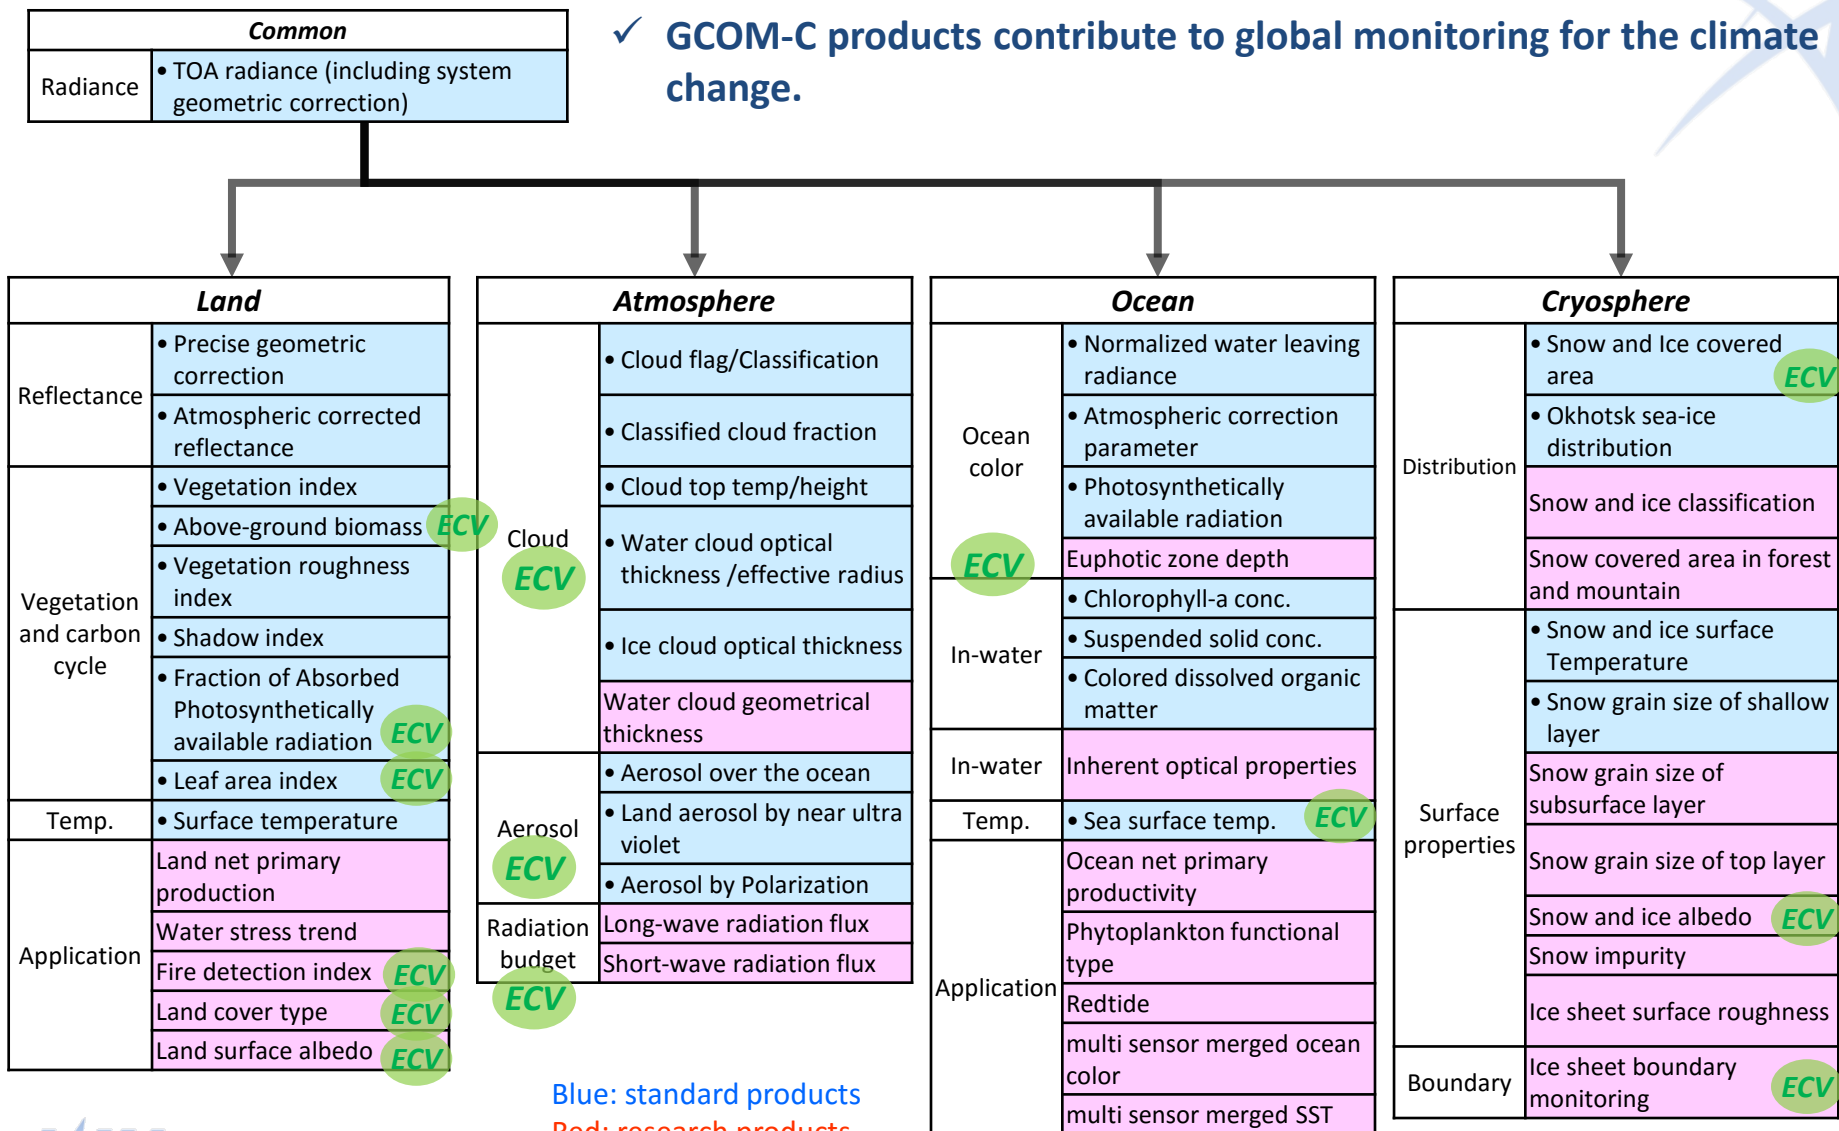 Common
Radiance
• TOA radiance (including system
geometric correction)
✓ GCOM-C products contribute to global monitoring for the climate
change.
Land
Reflectance
• Precise geometric
correction
• Atmospheric corrected
reflectance
Vegetation
and carbon
cycle
• Vegetation index
• Above-ground biomass ECV
• Vegetation roughness
index
• Shadow index
• Fraction of Absorbed
Photosynthetically
available radiation ECV
• Leaf area index ECV
Temp.
• Surface temperature
Application
Land net primary
production
Water stress trend
Fire detection index ECV
Land cover type ECV
Land surface albedo ECV
Atmosphere
Cloud
ECV
• Cloud flag/Classification
• Classified cloud fraction
• Cloud top temp/height
• Water cloud optical
thickness /effective radius
• Ice cloud optical thickness
Water cloud geometrical
thickness
Aerosol
ECV
• Aerosol over the ocean
• Land aerosol by near ultra
violet
• Aerosol by Polarization
Radiation
budget
ECV
Long-wave radiation flux
Short-wave radiation flux
Ocean
Ocean
color
ECV
• Normalized water leaving
radiance
• Atmospheric correction
parameter
• Photosynthetically
available radiation
Euphotic zone depth
In-water
• Chlorophyll-a conc.
• Suspended solid conc.
• Colored dissolved organic
matter
In-water
Inherent optical properties
Temp.
• Sea surface temp. ECV
Application
Ocean net primary
productivity
Phytoplankton functional
type
Redtide
multi sensor merged ocean
color
multi sensor merged SST
Cryosphere
Distribution
• Snow and Ice covered
area ECV
• Okhotsk sea-ice
distribution
Snow and ice classification
Snow covered area in forest
and mountain
Surface
properties
• Snow and ice surface
Temperature
• Snow grain size of shallow
layer
Snow grain size of
subsurface layer
Snow grain size of top layer
Snow and ice albedo ECV
Snow impurity
Ice sheet surface roughness
Boundary
Ice sheet boundary
monitoring ECV
Blue: standard products
Red: research products